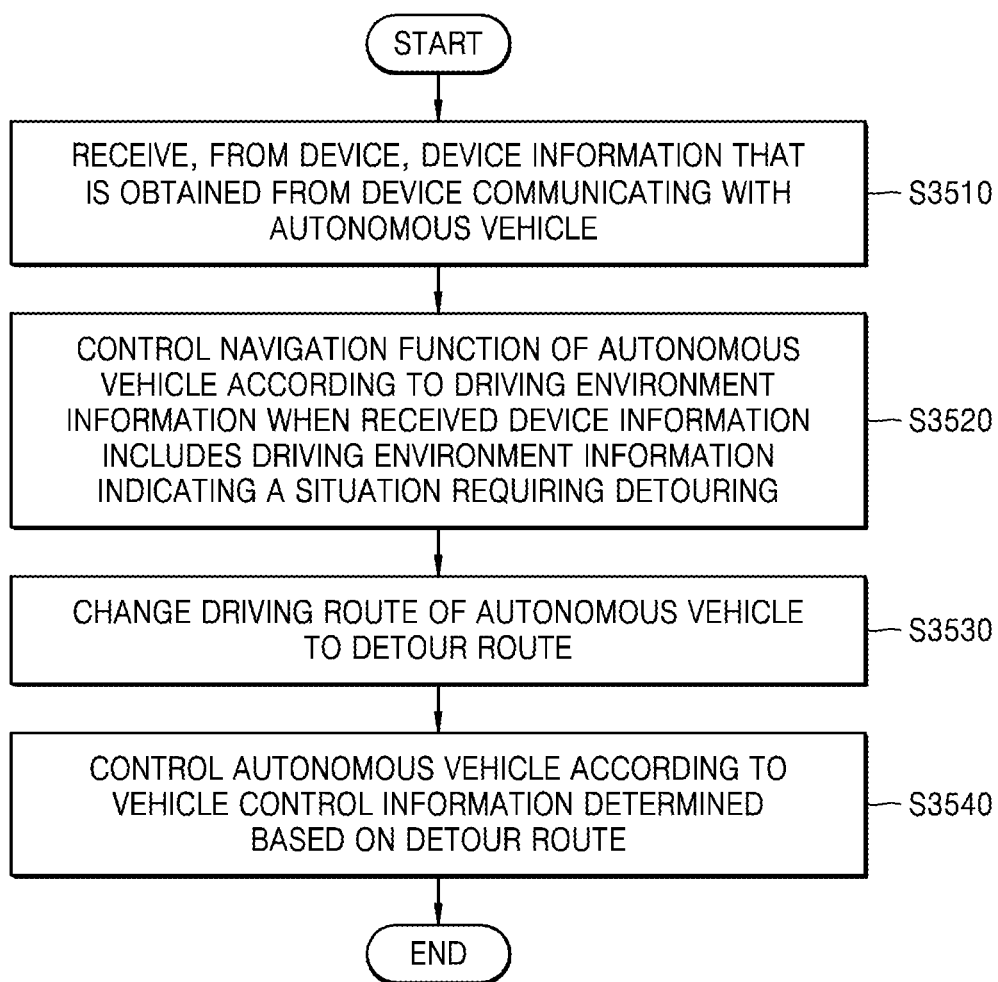 START
RECEIVE, FROM DEVICE, DEVICE INFORMATION THAT
IS OBTAINED FROM DEVICE COMMUNICATING WITH
AUTONOMOUS VEHICLE
S3510
CONTROL NAVIGATION FUNCTION OF AUTONOMOUS
VEHICLE ACCORDING TO DRIVING ENVIRONMENT
INFORMATION WHEN RECEIVED DEVICE INFORMATION
INCLUDES DRIVING ENVIRONMENT INFORMATION
INDICATING A SITUATION REQUIRING DETOURING
S3520
CHANGE DRIVING ROUTE OF AUTONOMOUS VEHICLE
TO DETOUR ROUTE
S3530
CONTROL AUTONOMOUS VEHICLE ACCORDING TO
VEHICLE CONTROL INFORMATION DETERMINED
BASED ON DETOUR ROUTE
S3540
END